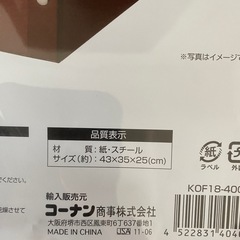 ※写真はイメージ
品質表示
材　　質：紙・スチール
サイズ(約)：43×35×25(cm)
紙
ラベル
外
輸入販売元
コーナン商事株式会社
大阪府堺市西区鳳東町6丁637番地1
MADE IN CHINA
11-06
KOF18-400
4 522831 404